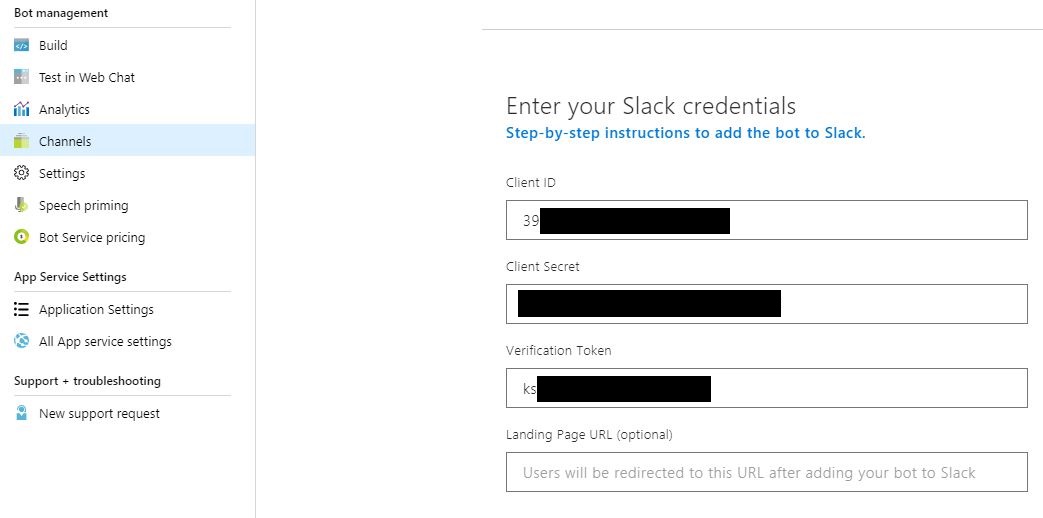 Bot management
Build
Test in Web Chat
Analytics
Channels
Settings
Speech priming
Bot Service pricing
App Service Settings
Application Settings
All App service settings
Support + troubleshooting
New support request
Enter your Slack credentials
Step-by-step instructions to add the bot to Slack.
Client ID
39
Client Secret
Verification Token
ks
Landing Page URL (optional)
Users will be redirected to this URL after adding your bot to Slack